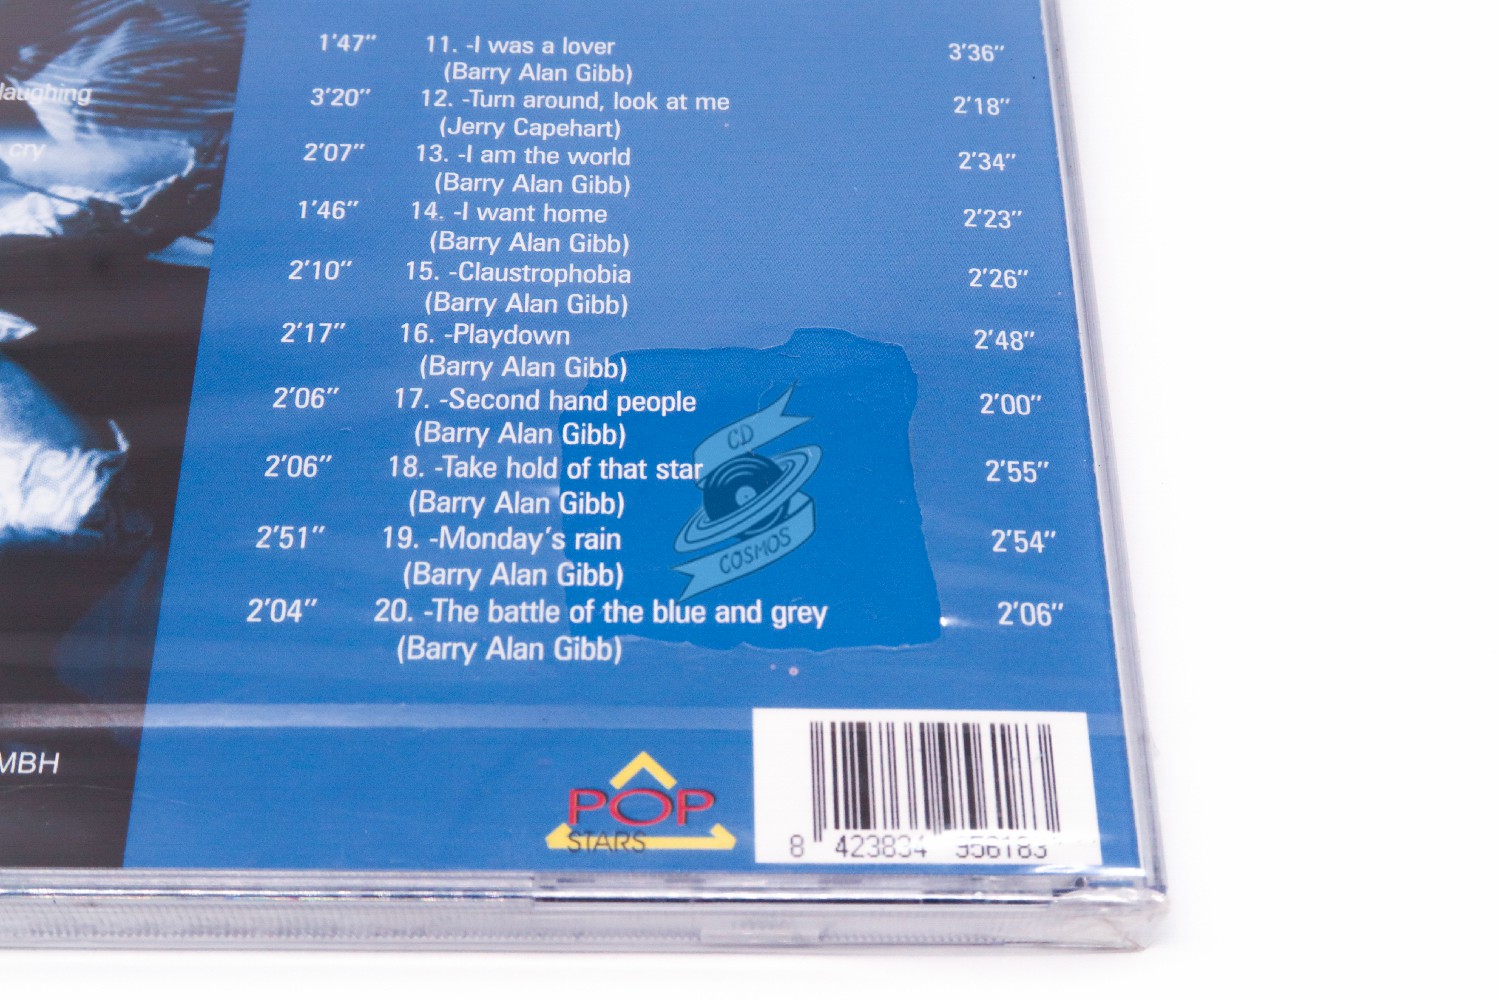 1'47" 11. -I was a lover 3'36"
(Barry Alan Gibb)
laughing 3'20" 12. -Turn around, look at me 2'18"
(Jerry Capehart)
cry 2'07" 13. -I am the world 2'34"
(Barry Alan Gibb)
1'46" 14. -I want home 2'23"
(Barry Alan Gibb)
2'10" 15. -Claustrophobia 2'26"
(Barry Alan Gibb)
2'17" 16. -Playdown 2'48"
(Barry Alan Gibb)
2'06" 17. -Second hand people 2'00"
(Barry Alan Gibb)
CD
2'06" 18. -Take hold of that star 2'55"
(Barry Alan Gibb)
2'51" 19. -Monday's rain 2'54"
COSMOS
(Barry Alan Gibb)
2'04" 20. -The battle of the blue and grey 2'06"
(Barry Alan Gibb)
MBH
POP
STARS
8 423834 956183